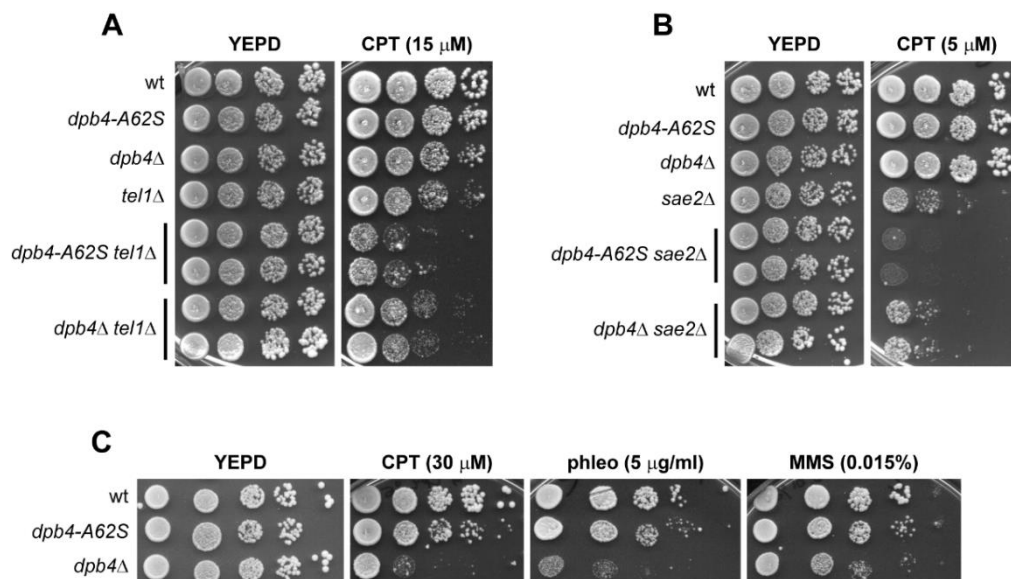 A
YEPD CPT (15 μM)
wt
dpb4-A62S
dpb4Δ
tel1Δ
dpb4-A62S tel1Δ
dpb4Δ tel1Δ
B
YEPD CPT (5 μM)
wt
dpb4-A62S
dpb4Δ
sae2Δ
dpb4-A62S sae2Δ
dpb4Δ sae2Δ
C
YEPD CPT (30 μM) phleo (5 μg/ml) MMS (0.015%)
wt
dpb4-A62S
dpb4Δ